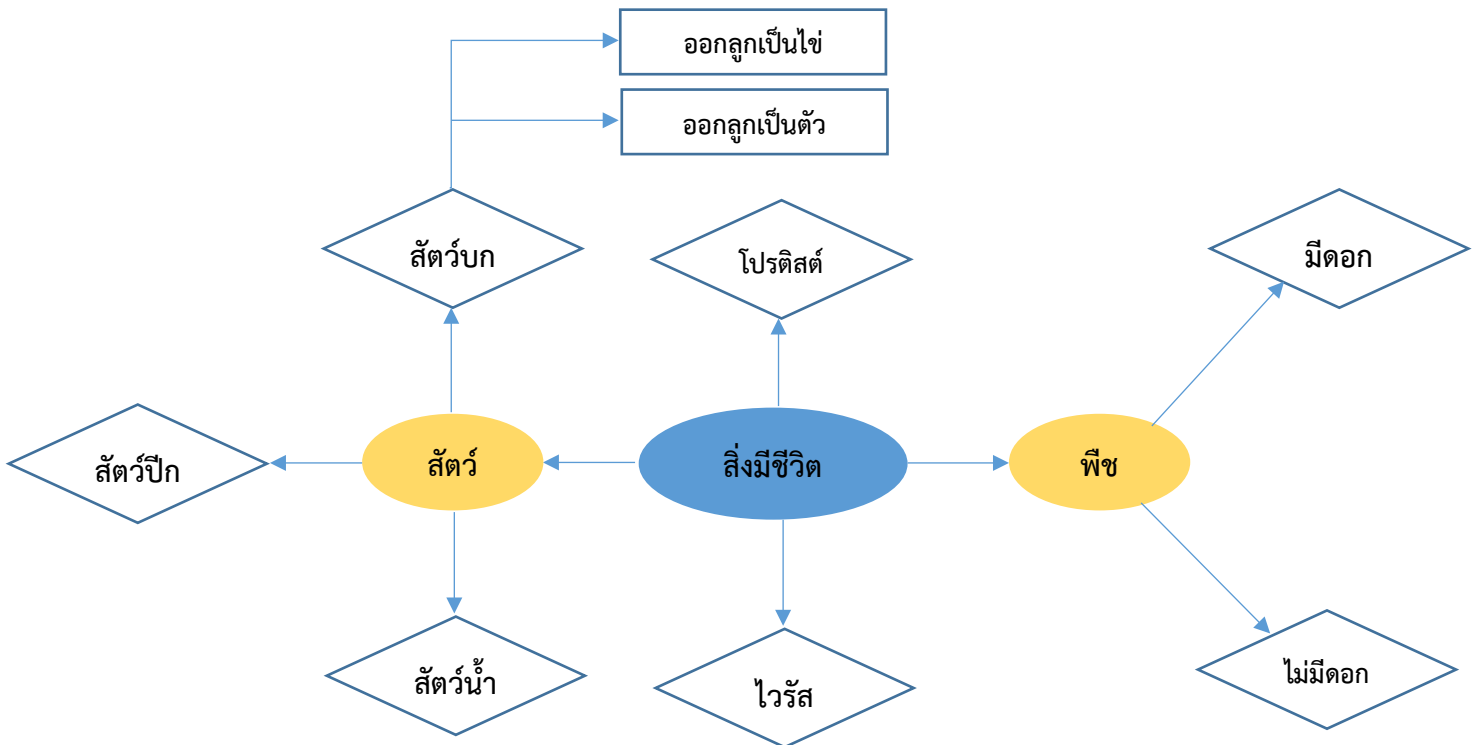 ออกลูกเป็นไข่
ออกลูกเป็นตัว
สัตว์บก
โปรติสต์
มีดอก
สัตว์ปีก
สัตว์
สิ่งมีชีวิต
พืช
สัตว์น้ำ
ไวรัส
ไม่มีดอก